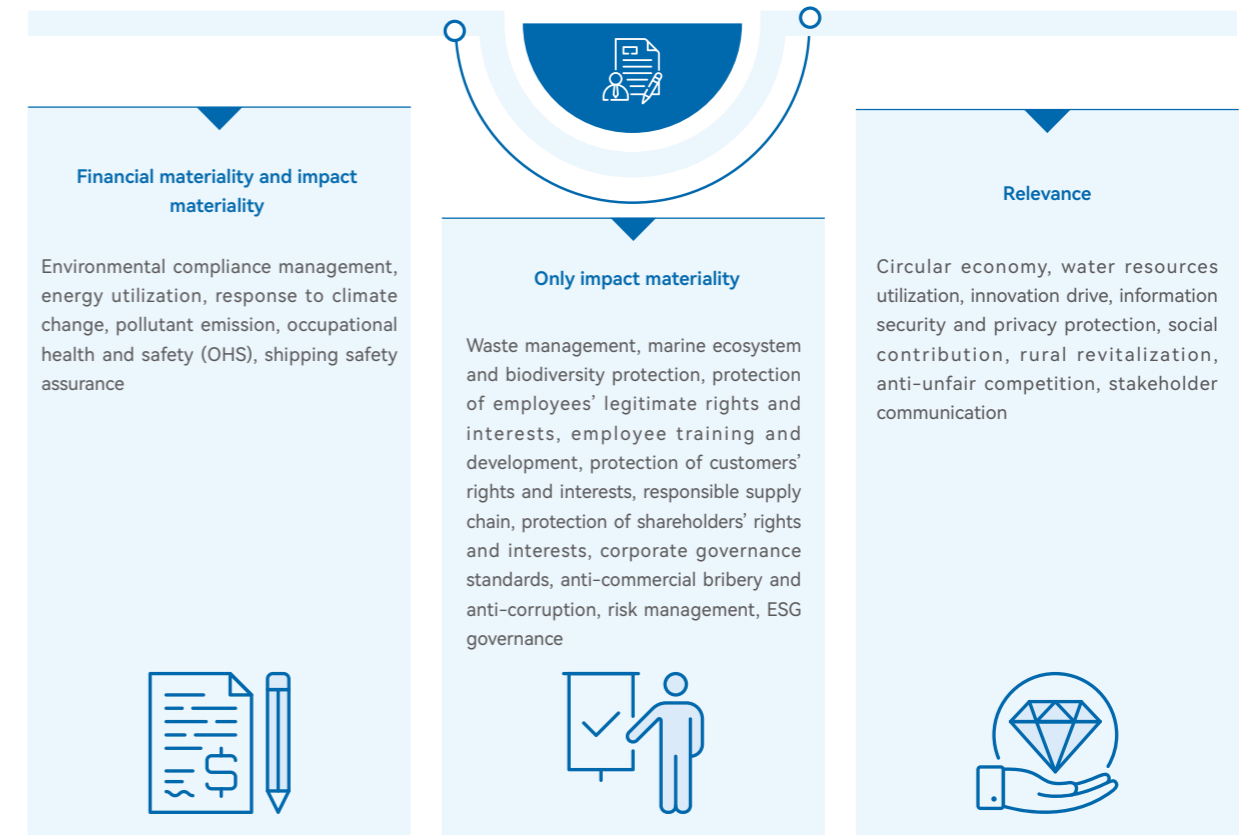 Financial materiality and impact
materiality
Environmental compliance management,
energy utilization, response to climate
change, pollutant emission, occupational
health and safety (OHS), shipping safety
assurance
Only impact materiality
Waste management, marine ecosystem
and biodiversity protection, protection
of employees’ legitimate rights and
interests, employee training and
development, protection of customers’
rights and interests, responsible supply
chain, protection of shareholders’ rights
and interests, corporate governance
standards, anti-commercial bribery and
anti-corruption, risk management, ESG
governance
Relevance
Circular economy, water resources
utilization, innovation drive, information
security and privacy protection, social
contribution, rural revitalization,
anti-unfair competition, stakeholder
communication